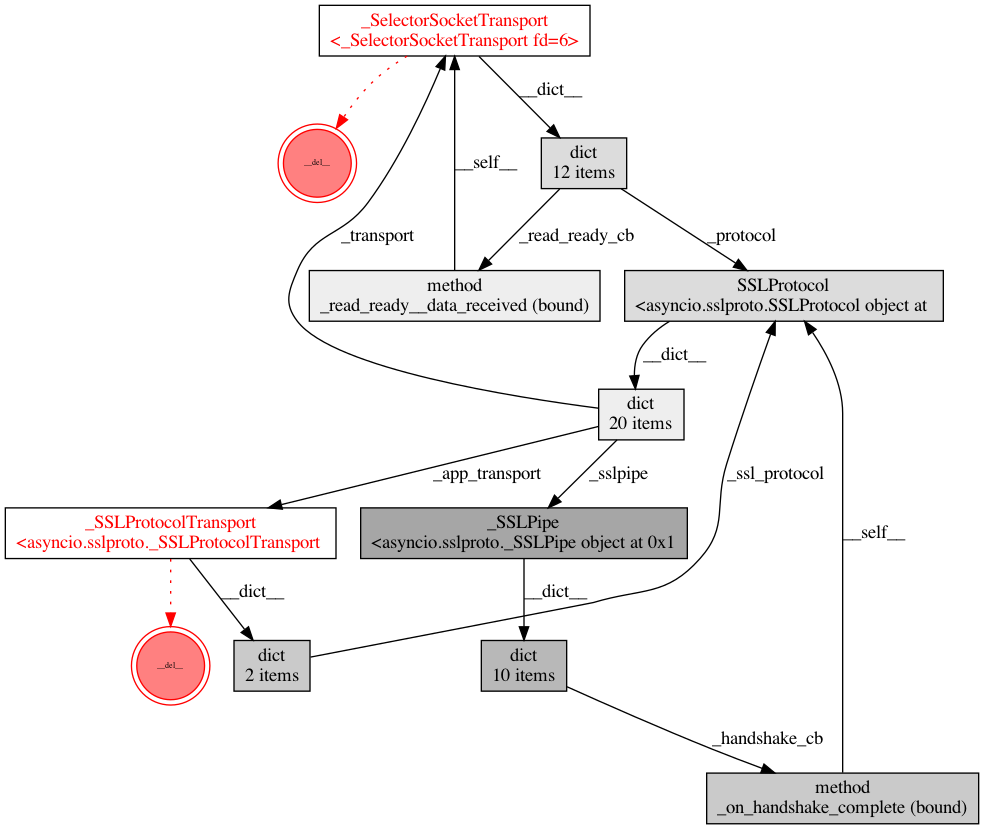 _SelectorSocketTransport
<_SelectorSocketTransport fd=6>
__dict__
__del__
dict
12 items
__self__
_transport
_read_ready_cb
_protocol
method
_read_ready__data_received (bound)
SSLProtocol
<asyncio.sslproto.SSLProtocol object at
__dict__
dict
20 items
_app_transport
_sslpipe
_ssl_protocol
_SSLProtocolTransport
<asyncio.sslproto._SSLProtocolTransport
_SSLPipe
<asyncio.sslproto._SSLPipe object at 0x1
__self__
__dict__
__dict__
__del__
dict
2 items
dict
10 items
_handshake_cb
method
_on_handshake_complete (bound)